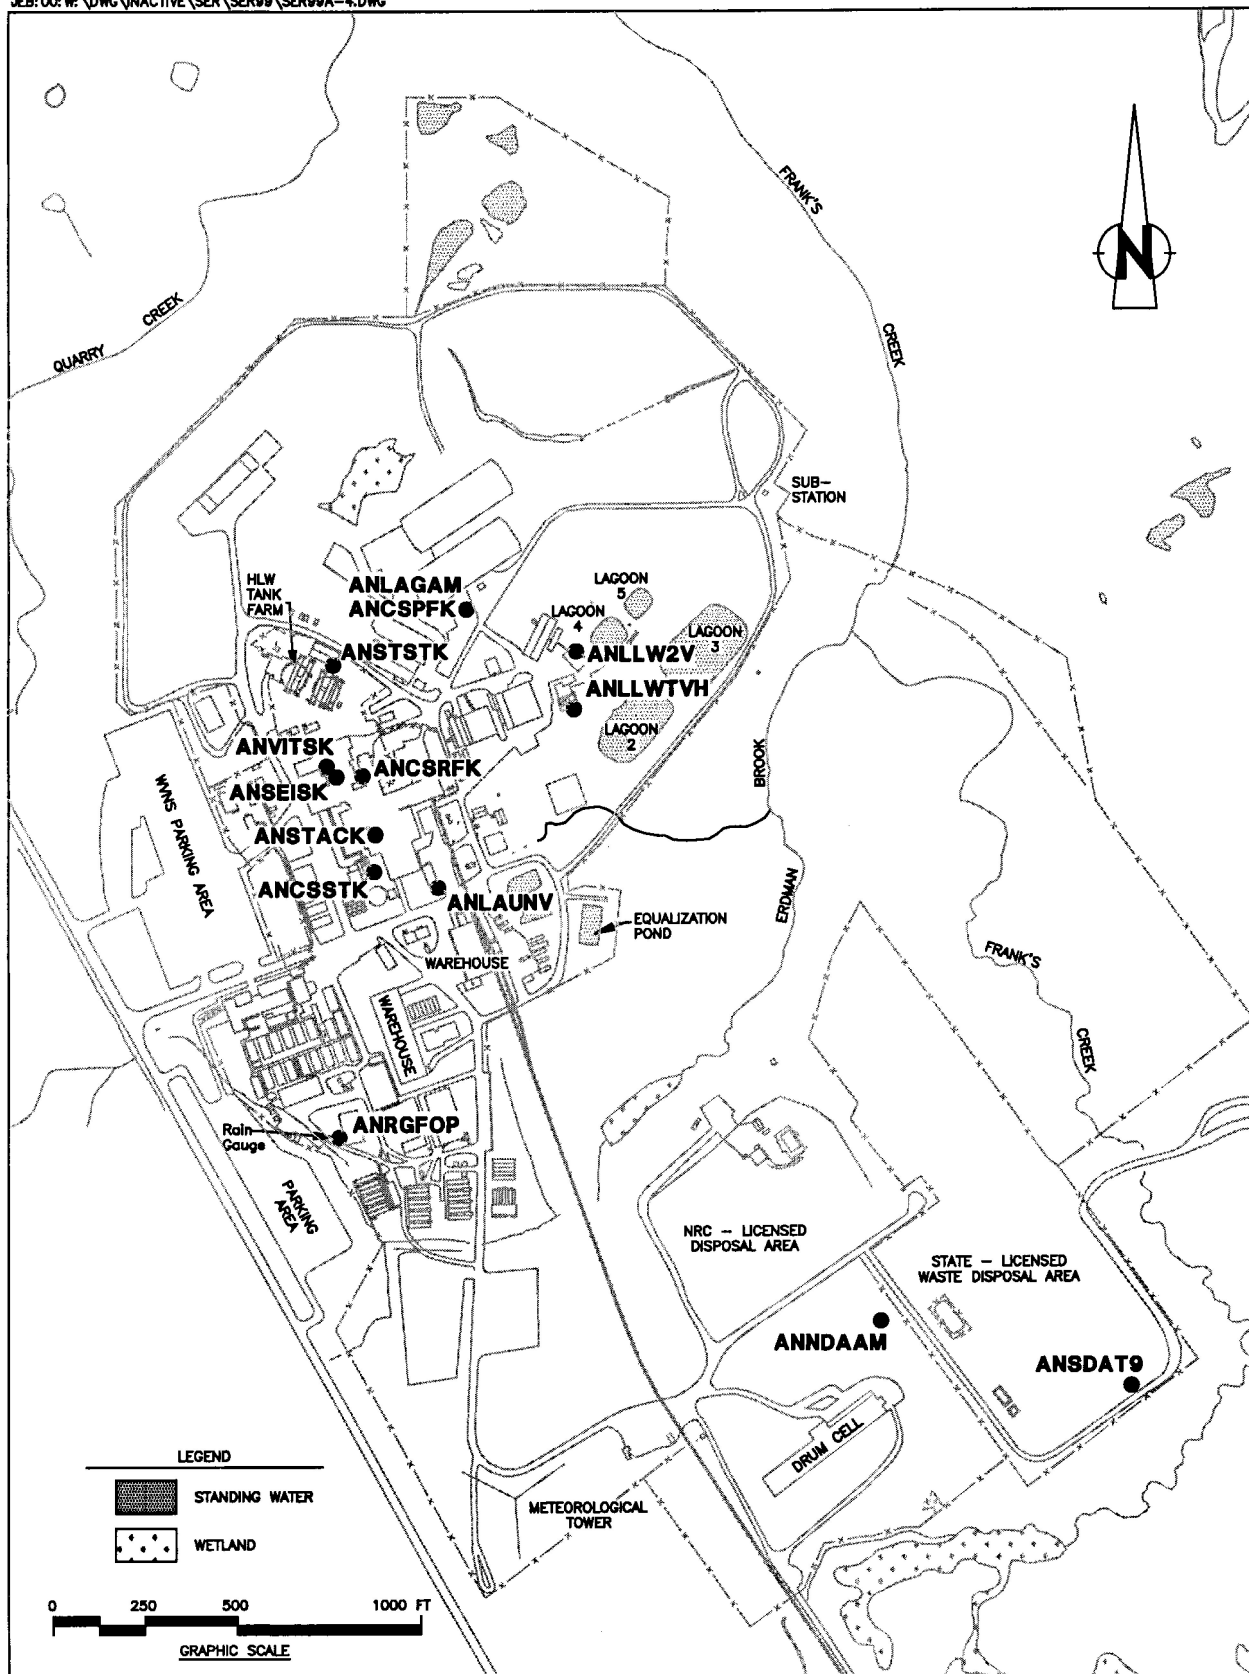 JEB: 00: W: \DWG\INACTIVE\SER\SER99\SER99A-4.DWG
FRANK'S
CREEK
N
QUARRY
CREEK
SUB-
STATION
HLW
TANK
FARM
ANLAGAM
ANCSPFK
LAGOON
5
LAGOON
4
LAGOON
3
ANSTSTK
ANLLW2V
ANLLWTVH
LAGOON
2
ANVITSK
ANCSRFK
ANSEISK
BROOK
WVNS PARKING AREA
ANSTACK
ANCSSTK
ANLAUNV
ERDMAN
EQUALIZATION
POND
WAREHOUSE
FRANK'S
CREEK
WAREHOUSE
Rain
Gauge
ANRGFOP
PARKING
AREA
NRC - LICENSED
DISPOSAL AREA
STATE - LICENSED
WASTE DISPOSAL AREA
ANNDAAM
ANSDAT9
DRUM CELL
METEOROLOGICAL
TOWER
LEGEND
STANDING WATER
WETLAND
0 250 500 1000 FT
GRAPHIC SCALE